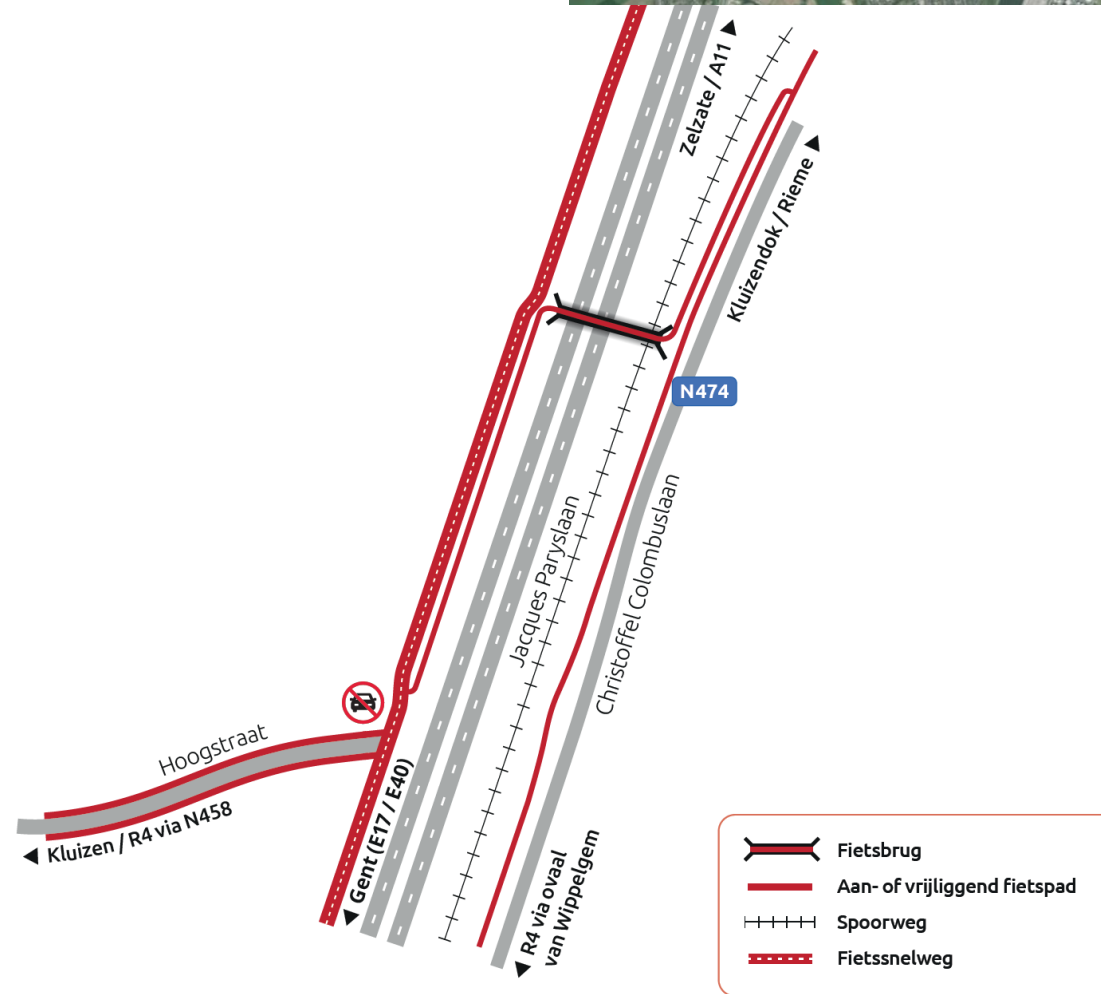 Zelzate / A11
Kluizendok / Rieme
N474
Jacques Paryslaan
Christoffel Colombuslaan
Hoogstraat
Kluizen / R4 via N458
Gent (E17 / E40)
R4 via ovaal
van Wippelgem
Fietsbrug
Aan- of vrijliggend fietspad
Spoorweg
Fietssnelweg